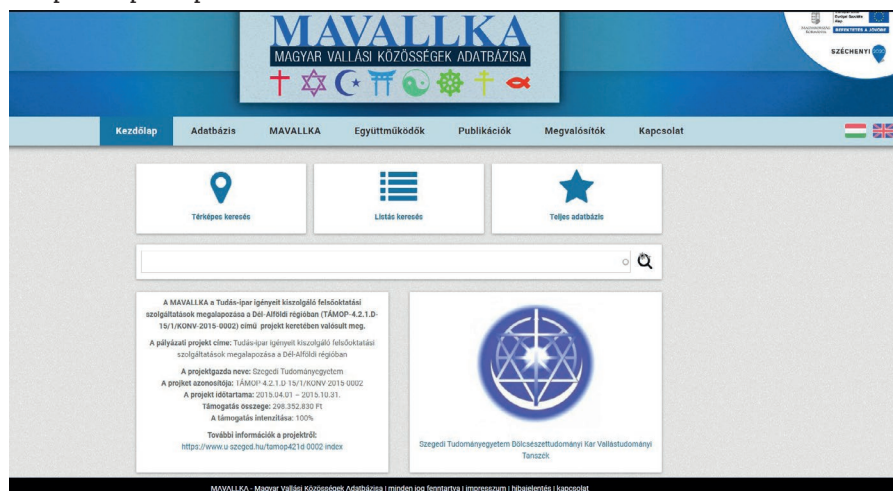 MAVALLKA
MAGYAR VALLÁSI KÖZÖSSÉGEK ADATBÁZISA
SZÉCHENYI 2020
BEFEKTETÉS A JÖVŐBE
Kezdőlap Adatbázis MAVALLKA Együttműködők Publikációk Megvalósítók Kapcsolat
Térképes keresés Listás keresés Teljes adatbázis
A MAVALLKA a Tudás-ipar igényeit kiszolgáló felsőoktatási
szolgáltatások megalapozása a Dél-Alföldi régióban (TÁMOP-4.2.1.D-
15/1/KONV-2015-0002) című projekt keretében valósult meg.
A pályázati projekt címe: Tudás-ipar igényeit kiszolgáló felsőoktatási
szolgáltatások megalapozása a Dél-Alföldi régióban
A projektgazda neve: Szegedi Tudományegyetem
A projket azonosítója: TÁMOP 4.2.1.D 15/1/KONV 2015 0002
A projekt időtartama: 2015.04.01 – 2015.10.31.
Támogatás összege: 298.352.830 Ft
A támogatás intenzitása: 100%
További információk a projektről:
https://www.u szeged.hu/tamop421d 0002 index
Szegedi Tudományegyetem Bölcsészettudományi Kar Vallástudományi
Tanszék
MAVALLKA - Magyar Vallási Közösségek Adatbázisa | minden jog fenntartva | impresszum | hibajelentés | kapcsolat